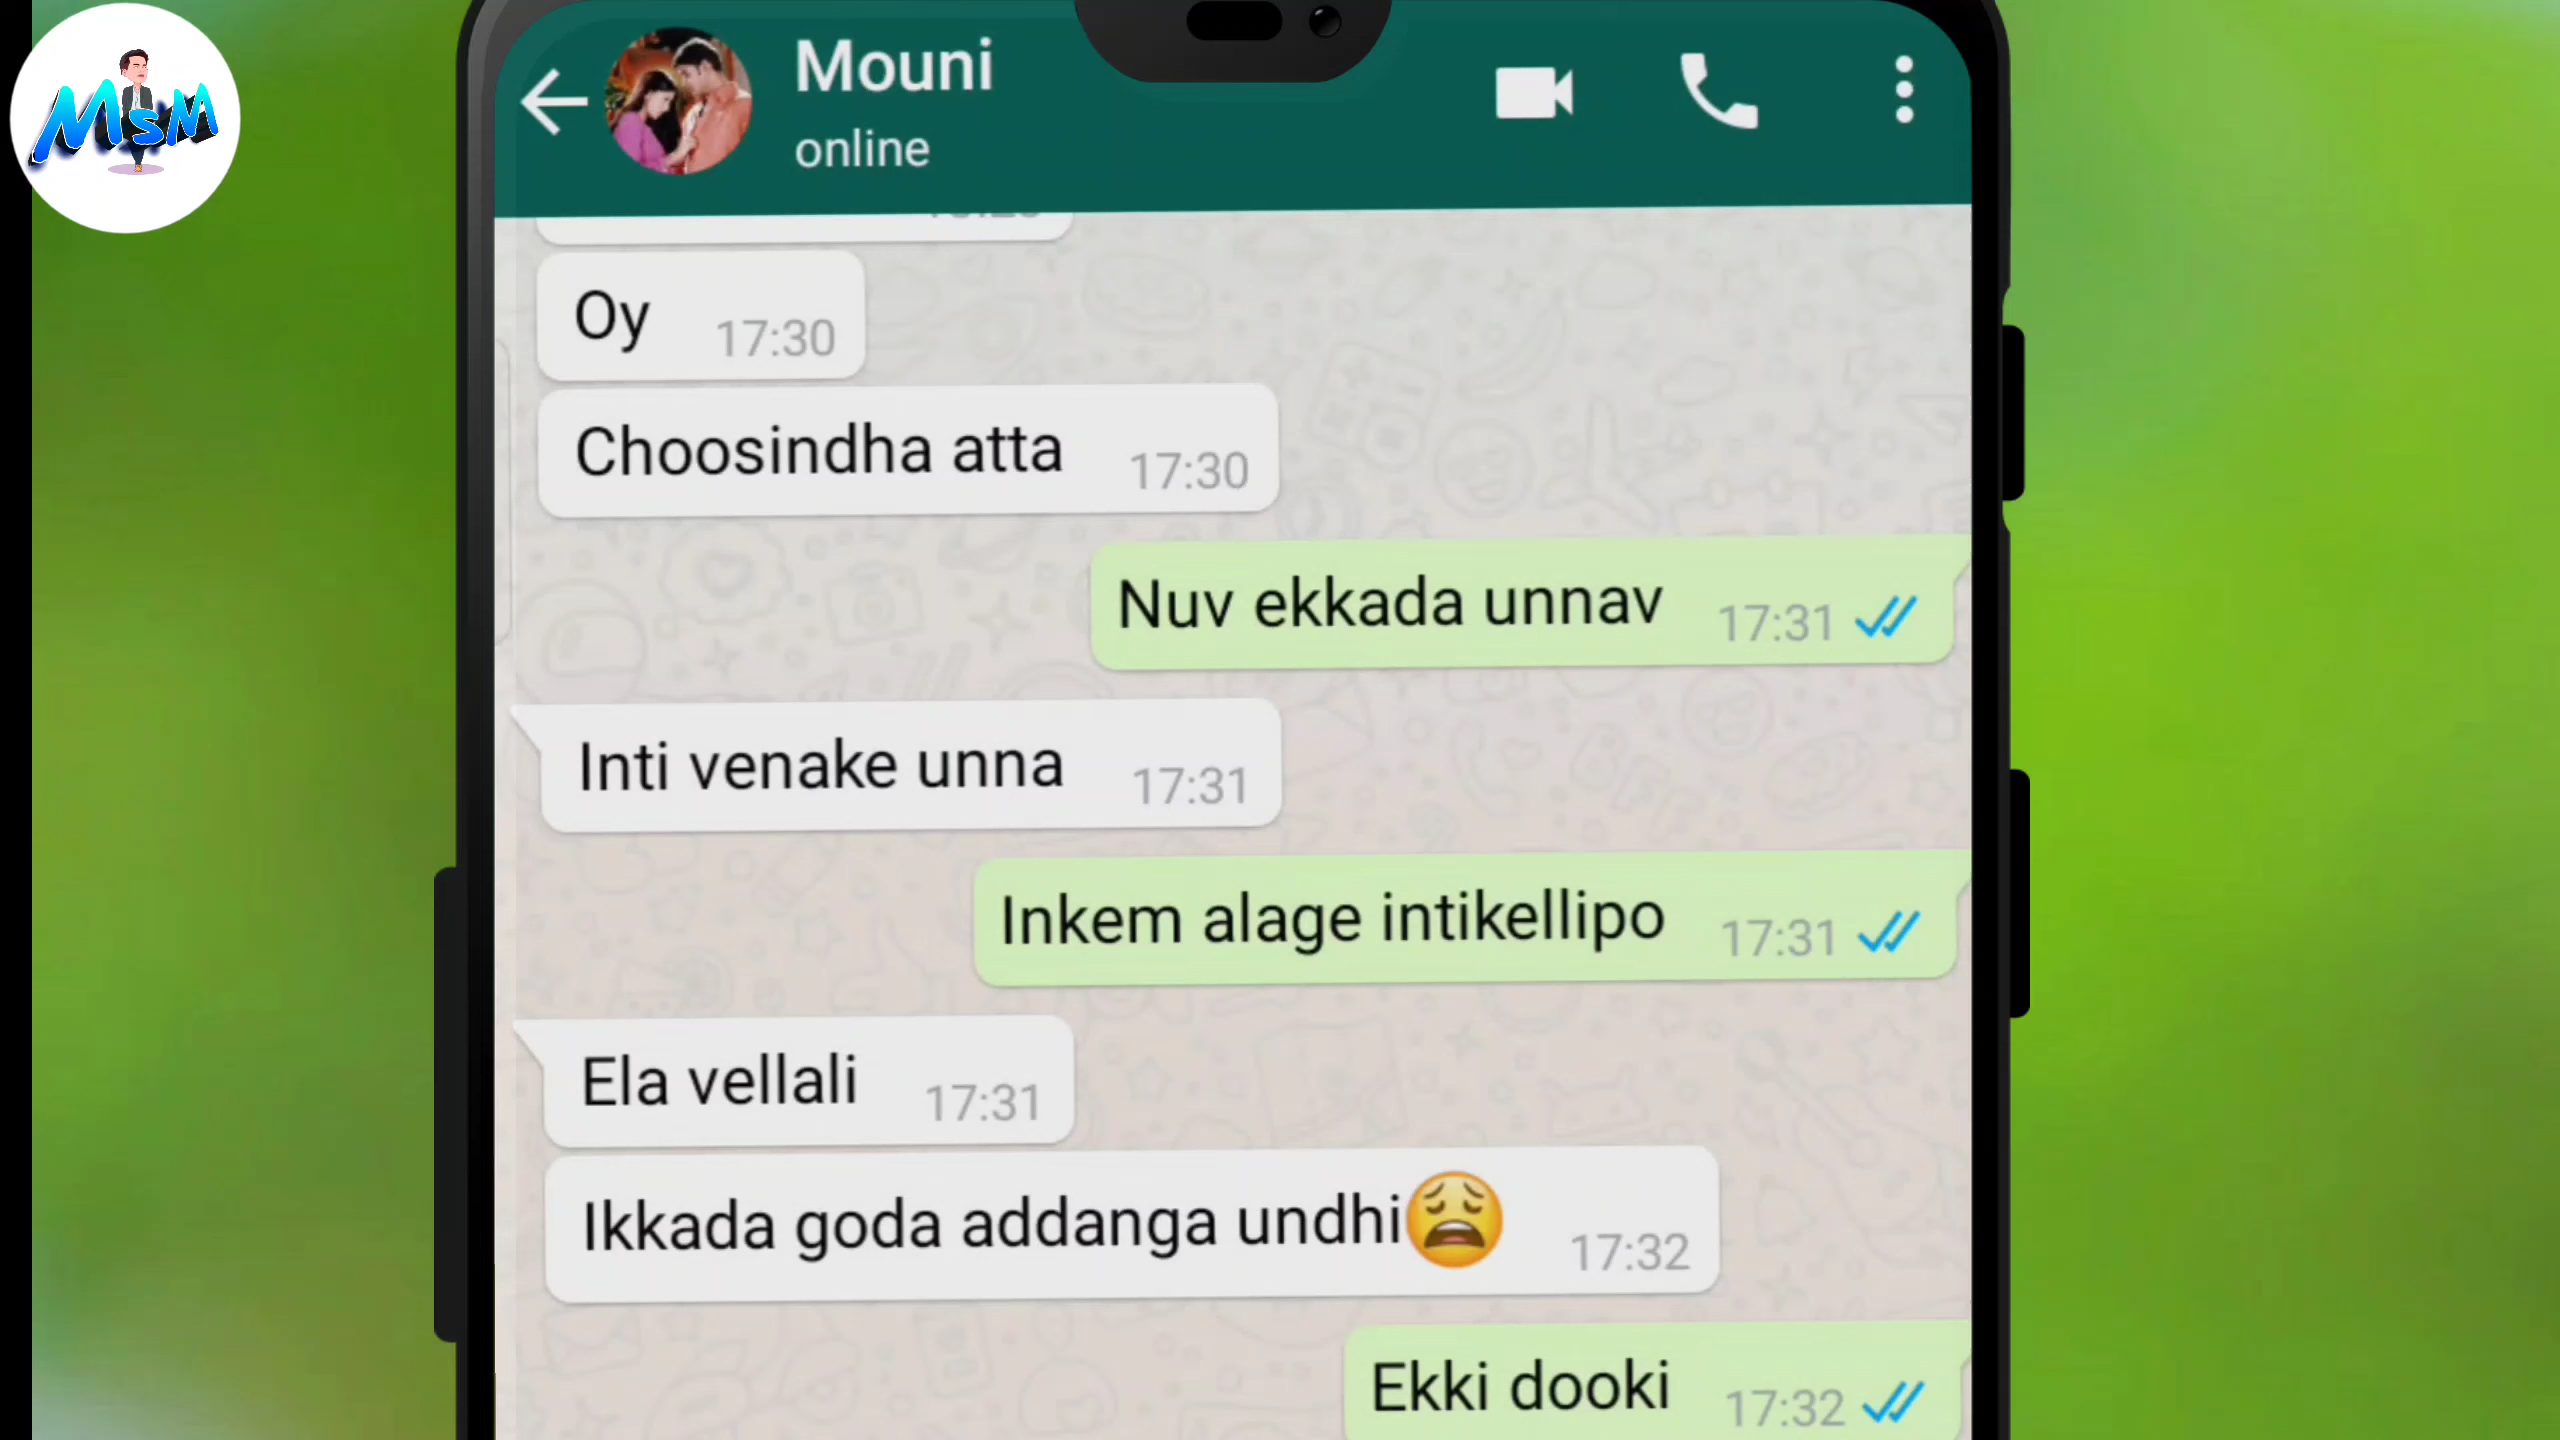 MSM
Mouni
online
Oy 17:30
Choosindha atta 17:30
Nuv ekkada unnav 17:31
Inti venake unna 17:31
Inkem alage intikellipo 17:31
Ela vellali 17:31
Ikkada goda addanga undhi😩 17:32
Ekki dooki 17:32